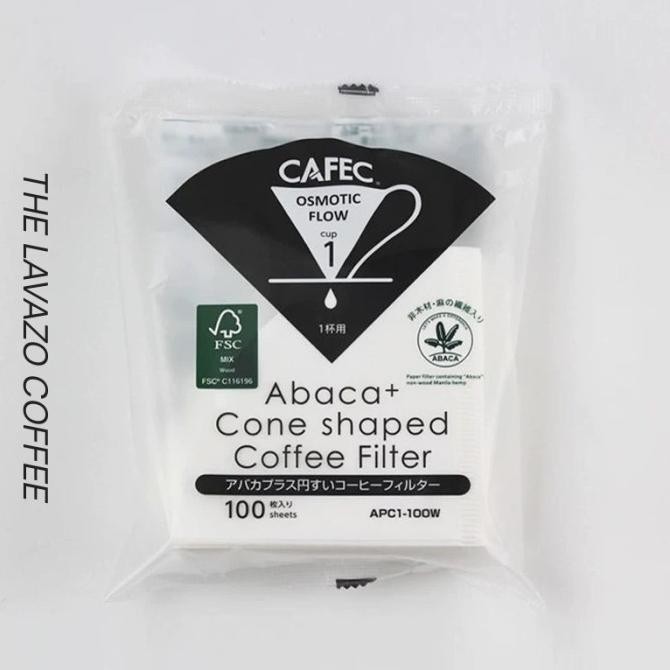 THE LAVAZO COFFEE
CAFEC
OSMOTIC
FLOW
cup
1
1杯用
FSC
MIX
Wood
FSC® C116196
非木材・麻の繊維入り
ABACA
Paper filter containing "Abaca"
non-wood Manila hemp
Abaca+
Cone shaped
Coffee Filter
アバカプラス円すいコーヒーフィルター
100 枚入り
sheets
APC1-100W